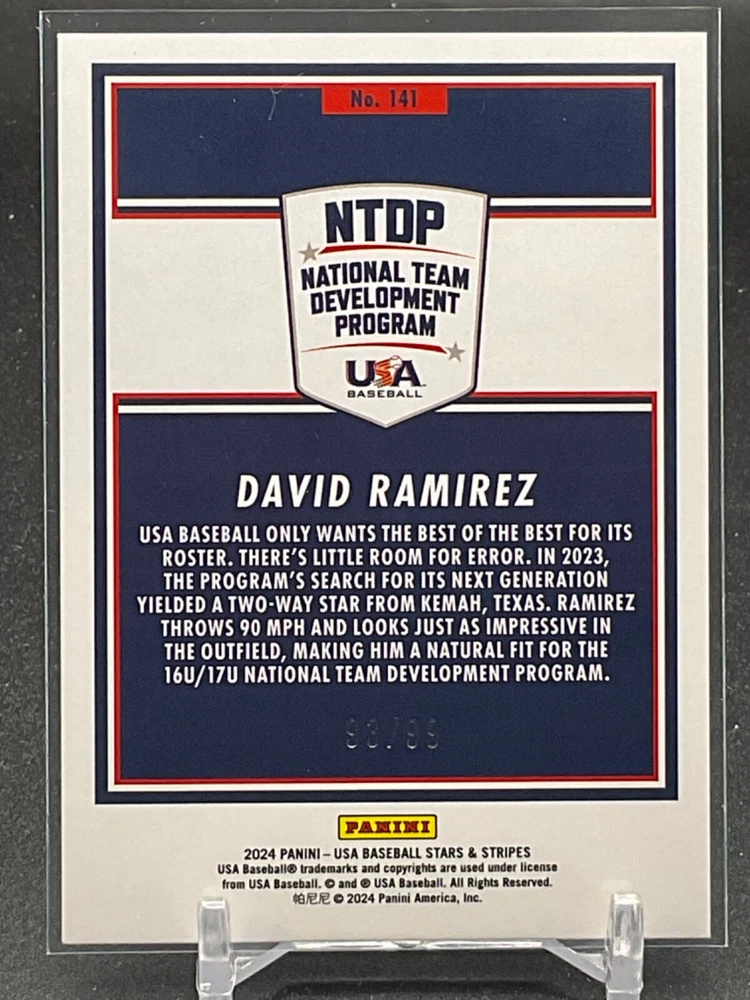 No. 141
NTDP
NATIONAL TEAM
DEVELOPMENT
PROGRAM
USA
BASEBALL
DAVID RAMIREZ
USA BASEBALL ONLY WANTS THE BEST OF THE BEST FOR ITS
ROSTER. THERE'S LITTLE ROOM FOR ERROR. IN 2023,
THE PROGRAM'S SEARCH FOR ITS NEXT GENERATION
YIELDED A TWO-WAY STAR FROM KEMAH, TEXAS. RAMIREZ
THROWS 90 MPH AND LOOKS JUST AS IMPRESSIVE IN
THE OUTFIELD, MAKING HIM A NATURAL FIT FOR THE
16U/17U NATIONAL TEAM DEVELOPMENT PROGRAM.
93/99
PANINI
2024 PANINI – USA BASEBALL STARS & STRIPES
USA Baseball® trademarks and copyrights are used under license
from USA Baseball. © and ® USA Baseball. All Rights Reserved.
帕尼尼 © 2024 Panini America, Inc.